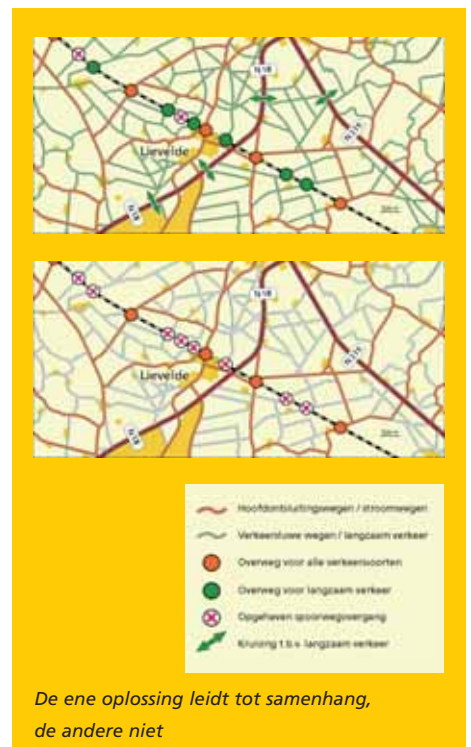 N18
N319
Lievelde
N18
N18
N319
Lievelde
N18
Hoofdontsluitingswegen / stroomwegen
Verkeersluwe wegen / langzaam verkeer
Overweg voor alle verkeerssoorten
Overweg voor langzaam verkeer
Opgeheven spoorwegovergang
Kruising t.b.v. langzaam verkeer
De ene oplossing leidt tot samenhang,
de andere niet